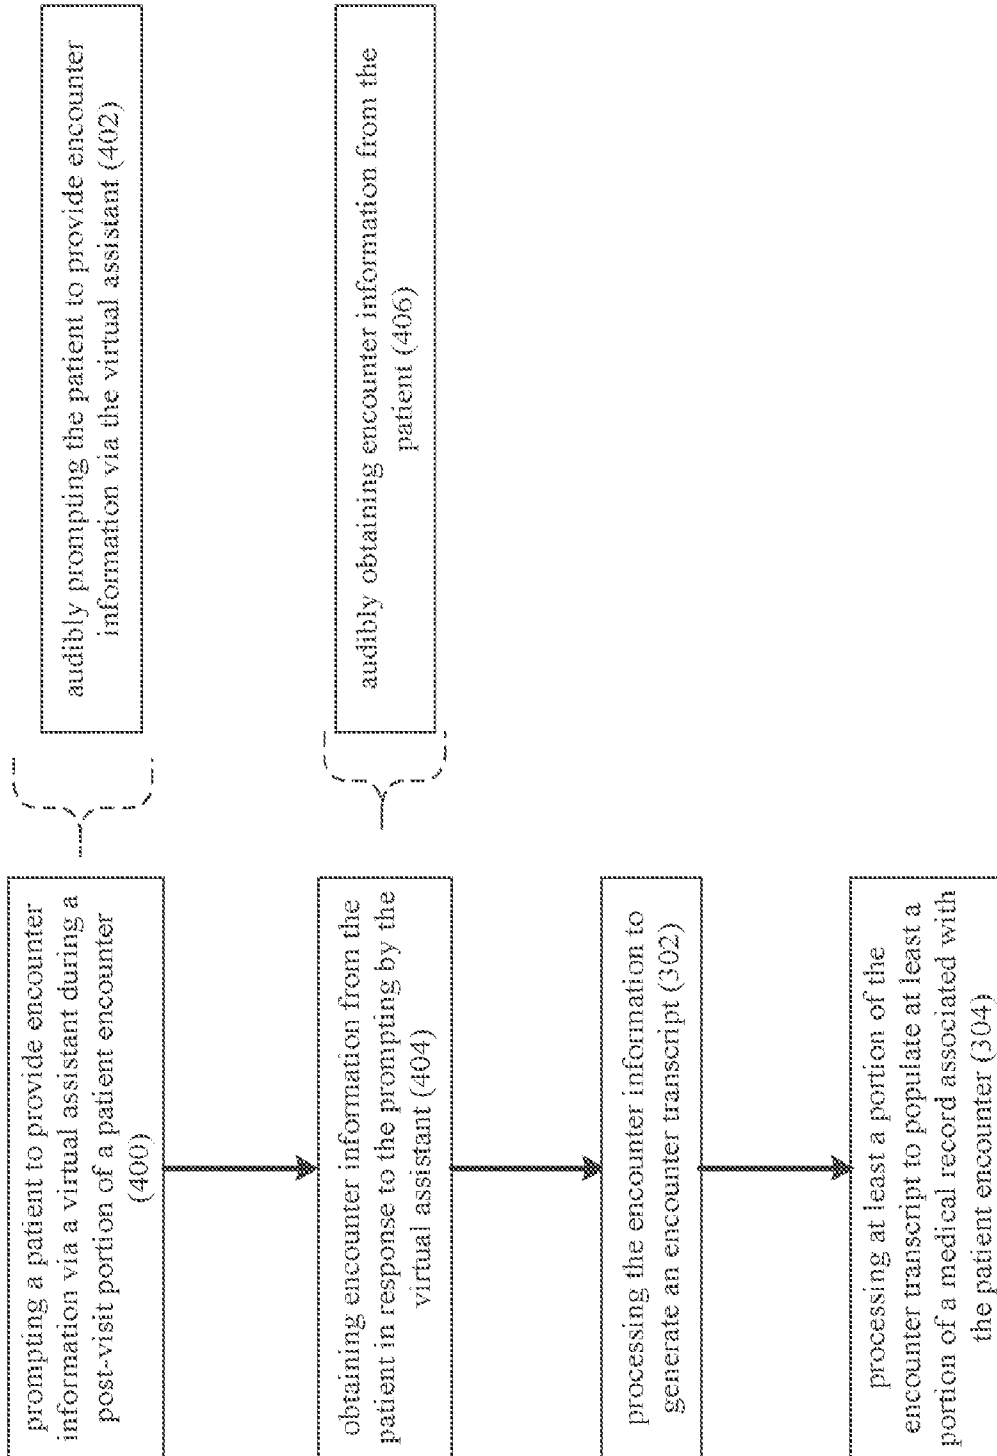 prompting a patient to provide encounter
information via a virtual assistant during a
post-visit portion of a patient encounter
(400)
audibly prompting the patient to provide encounter
information via the virtual assistant (402)
obtaining encounter information from the
patient in response to the prompting by the
virtual assistant (404)
audibly obtaining encounter information from the
patient (406)
processing the encounter information to
generate an encounter transcript (302)
processing at least a portion of the
encounter transcript to populate at least a
portion of a medical record associated with
the patient encounter (304)